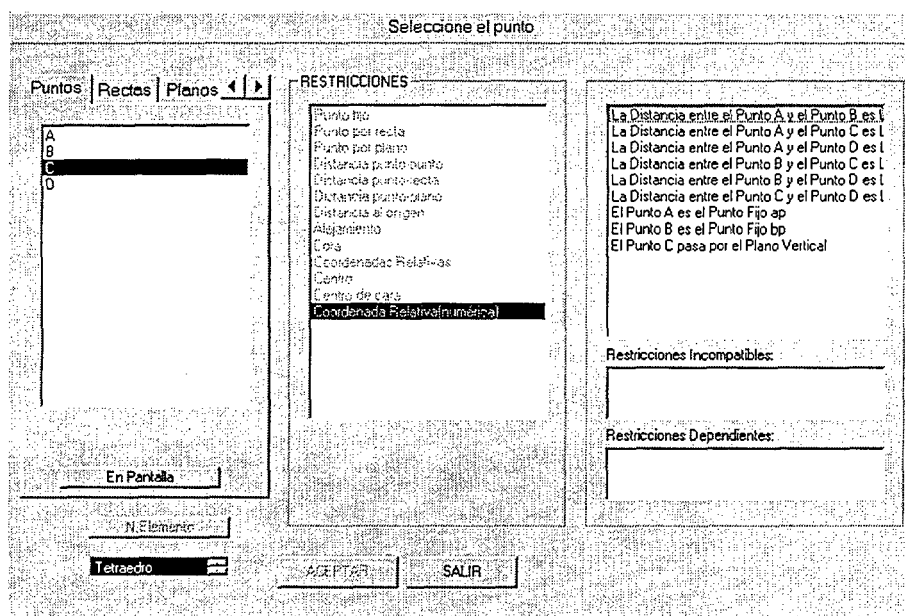 Seleccione el punto
Puntos Rectas Planos
A
B
C
D
En Pantalla
N.Elemento
Tetraedro
RESTRICCIONES
Punto fijo
Punto por recta
Punto por plano
Distancia punto-punto
Distancia punto-recta
Distancia punto-plano
Distancia al origen
Alojamiento
Cota
Coordenadas Relativas
Centro
Centro de cara
Coordenada Relativa(numérica)
La Distancia entre el Punto A y el Punto B es L
La Distancia entre el Punto A y el Punto C es L
La Distancia entre el Punto A y el Punto D es L
La Distancia entre el Punto B y el Punto C es L
La Distancia entre el Punto B y el Punto D es L
La Distancia entre el Punto C y el Punto D es L
El Punto A es el Punto Fijo ap
El Punto B es el Punto Fijo bp
El Punto C pasa por el Plano Vertical
Restricciones Incompatibles:
Restricciones Dependientes:
ACEPTAR SALIR